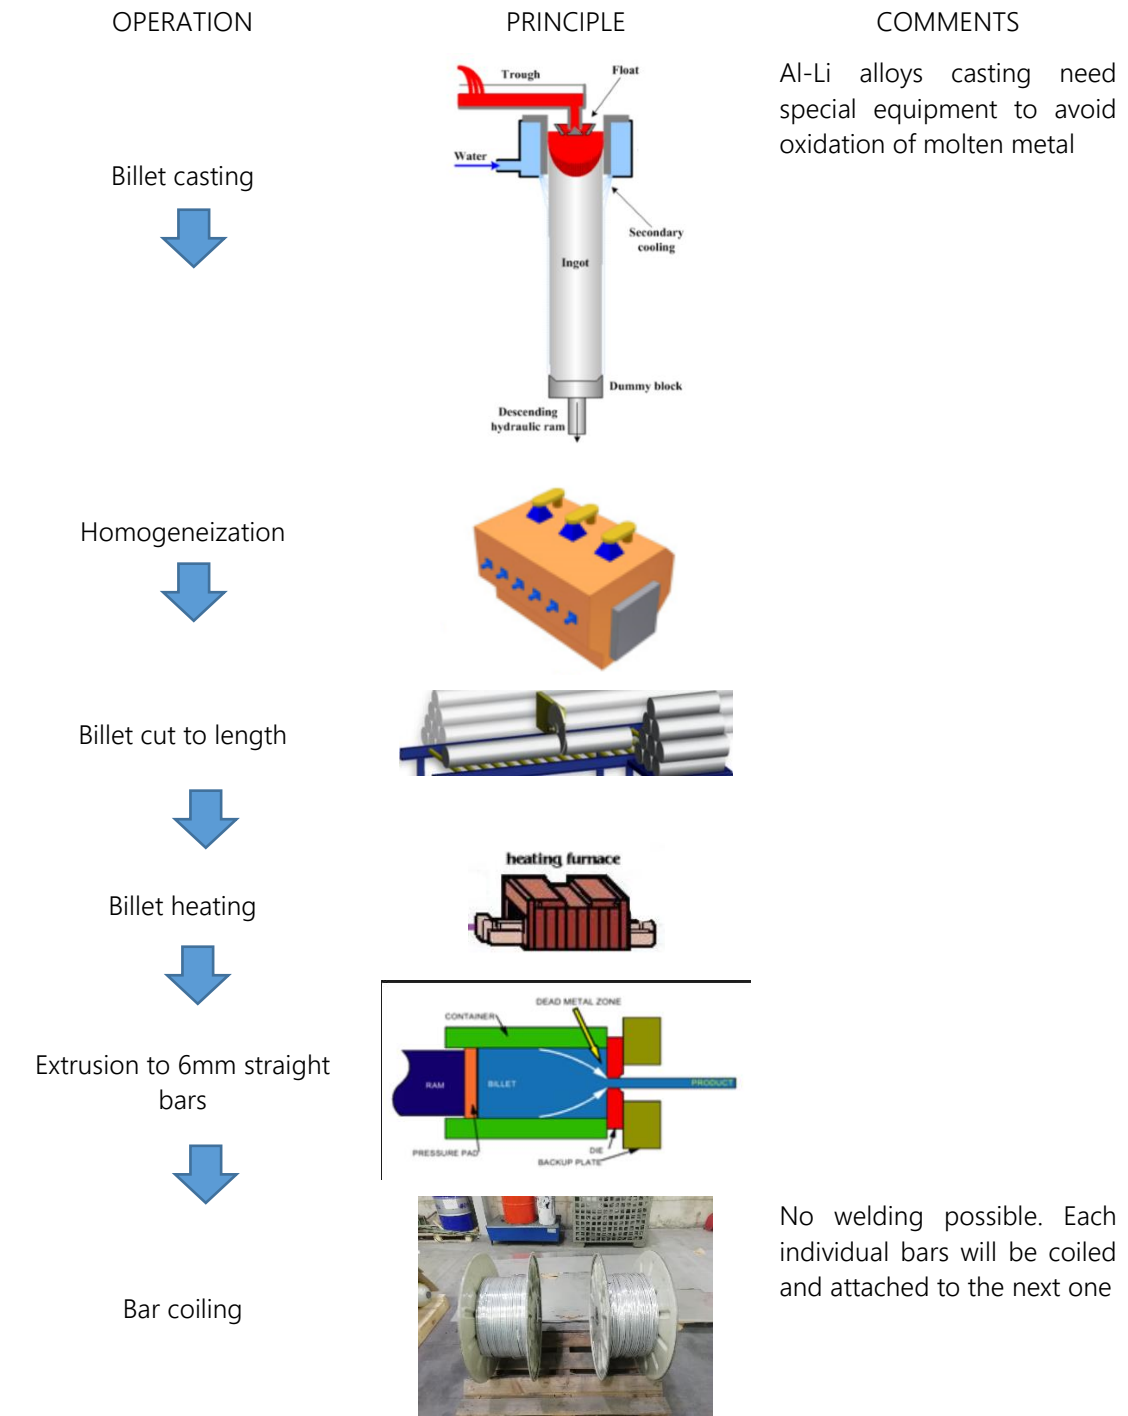 OPERATION
PRINCIPLE
COMMENTS
Trough
Float
Water
Secondary
cooling
Ingot
Dummy block
Descending
hydraulic ram
Al-Li alloys casting need
special equipment to avoid
oxidation of molten metal
Billet casting
Homogeneization
Billet cut to length
heating furnace
Billet heating
DEAD METAL ZONE
CONTAINER
RAM
BILLET
PRODUCT
PRESSURE PAD
DIE
BACKUP PLATE
Extrusion to 6mm straight
bars
Bar coiling
No welding possible. Each
individual bars will be coiled
and attached to the next one